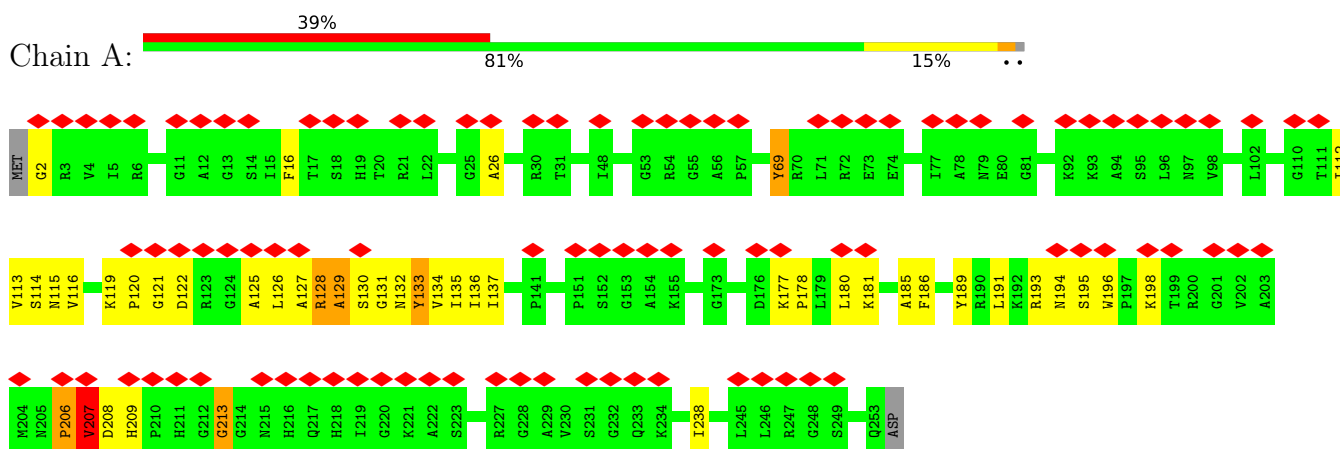 39%
Chain A:
81% 15% • •
MET G2 R3 V4 I5 R6 G11 A12 G13 S14 I15 F16 T17 S18 H19 T20 R21 L22 G25 A26 R30 T31 I48 G53 R54 G55 A56 P57 Y69 R70 L71 R72 E73 E74 I77 A78 N79 E80 G81 K92 K93 A94 S95 L96 N97 V98 L102 G110 T111 I112
V113 S114 N115 V116 K119 P120 G121 D122 R123 G124 A125 L126 A127 R128 A129 S130 G131 N132 Y133 V134 I135 I136 I137 P141 P151 S152 G153 A154 K155 G173 D176 K177 P178 L179 L180 K181 A185 F186 Y189 R190 L191 K192 R193 N194 S195 W196 P197 K198 T199 R200 G201 V202 A203
M204 N205 P206 V207 D208 H209 P210 H211 G212 G213 G214 N215 H216 Q217 H218 I219 G220 K221 A222 S223 R227 G228 A229 V230 S231 G232 Q233 K234 I238 L245 L246 R247 G248 S249 Q253 ASP